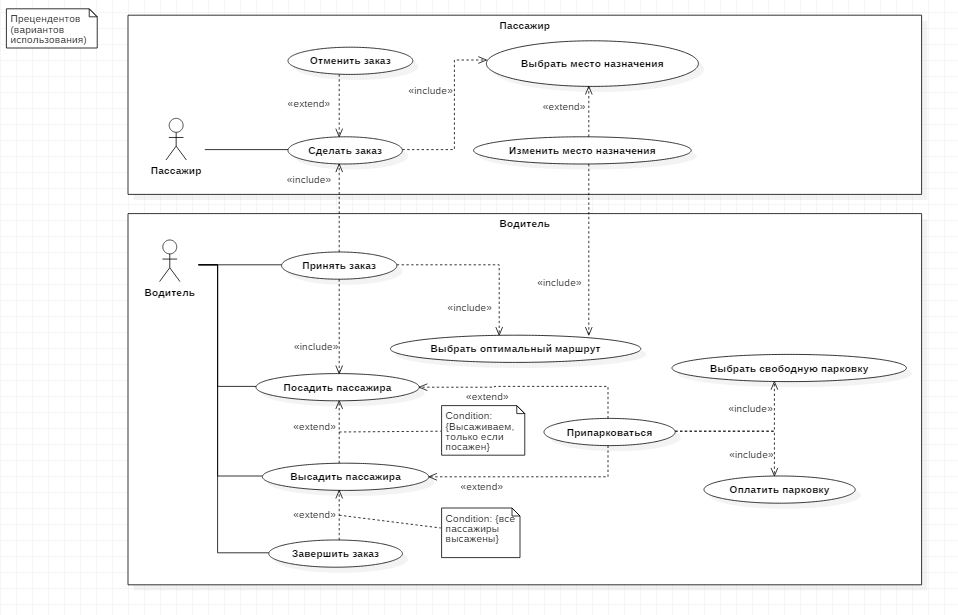 Прецендентов
(вариантов
использования)
Пассажир
Отменить заказ
Выбрать место назначения
«include»
«extend»
«extend»
Сделать заказ
Изменить место назначения
Пассажир
«include»
Водитель
Принять заказ
Водитель
«include»
«include»
«include»
Выбрать оптимальный маршрут
Выбрать свободную парковку
Посадить пассажира
«extend»
«include»
Condition:
{Высаживаем,
только если
посажен}
«extend»
Припарковаться
«include»
Высадить пассажира
«extend»
Оплатить парковку
«extend»
Condition: {все
пассажиры
высажены}
Завершить заказ